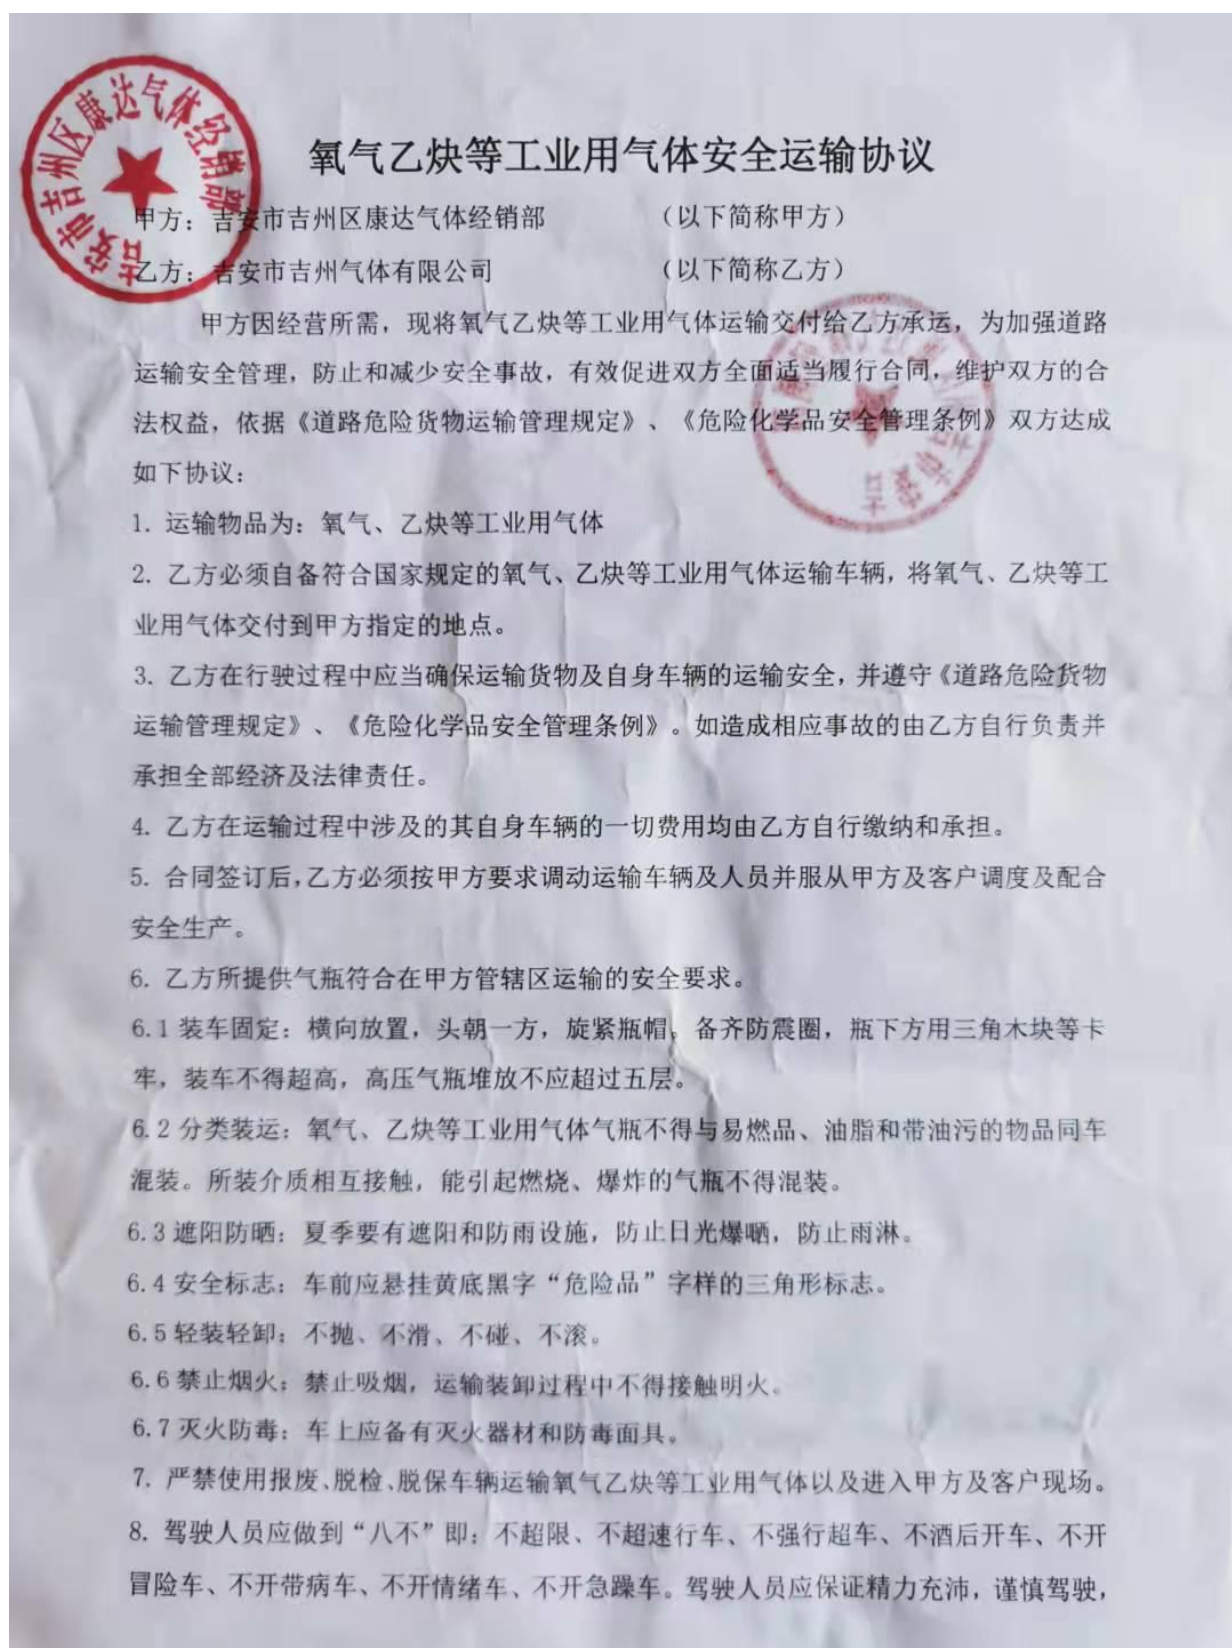 吉安市吉州区康达气体经销部
氧气乙炔等工业用气体安全运输协议
甲方：吉安市吉州区康达气体经销部 （以下简称甲方）
乙方：吉安市吉州气体有限公司 （以下简称乙方）
甲方因经营所需，现将氧气乙炔等工业用气体运输交付给乙方承运，为加强道路
运输安全管理，防止和减少安全事故，有效促进双方全面适当履行合同，维护双方的合
法权益，依据《道路危险货物运输管理规定》、《危险化学品安全管理条例》双方达成
如下协议：
1. 运输物品为：氧气、乙炔等工业用气体
2. 乙方必须自备符合国家规定的氧气、乙炔等工业用气体运输车辆，将氧气、乙炔等工
业用气体交付到甲方指定的地点。
3. 乙方在行驶过程中应当确保运输货物及自身车辆的运输安全，并遵守《道路危险货物
运输管理规定》、《危险化学品安全管理条例》。如造成相应事故的由乙方自行负责并
承担全部经济及法律责任。
4. 乙方在运输过程中涉及的其自身车辆的一切费用均由乙方自行缴纳和承担。
5. 合同签订后，乙方必须按甲方要求调动运输车辆及人员并服从甲方及客户调度及配合
安全生产。
6. 乙方所提供气瓶符合在甲方管辖区运输的安全要求。
6.1 装车固定：横向放置，头朝一方，旋紧瓶帽。备齐防震圈，瓶下方用三角木块等卡
牢，装车不得超高，高压气瓶堆放不应超过五层。
6.2 分类装运：氧气、乙炔等工业用气体气瓶不得与易燃品、油脂和带油污的物品同车
混装。所装介质相互接触，能引起燃烧、爆炸的气瓶不得混装。
6.3 遮阳防晒：夏季要有遮阳和防雨设施，防止日光爆嗮，防止雨淋。
6.4 安全标志：车前应悬挂黄底黑字“危险品”字样的三角形标志。
6.5 轻装轻卸：不抛、不滑、不碰、不滚。
6.6 禁止烟火：禁止吸烟，运输装卸过程中不得接触明火。
6.7 灭火防毒：车上应备有灭火器材和防毒面具。
7. 严禁使用报废、脱检、脱保车辆运输氧气乙炔等工业用气体以及进入甲方及客户现场。
8. 驾驶人员应做到“八不”即：不超限、不超速行车、不强行超车、不酒后开车、不开
冒险车、不开带病车、不开情绪车、不开急躁车。驾驶人员应保证精力充沛，谨慎驾驶，